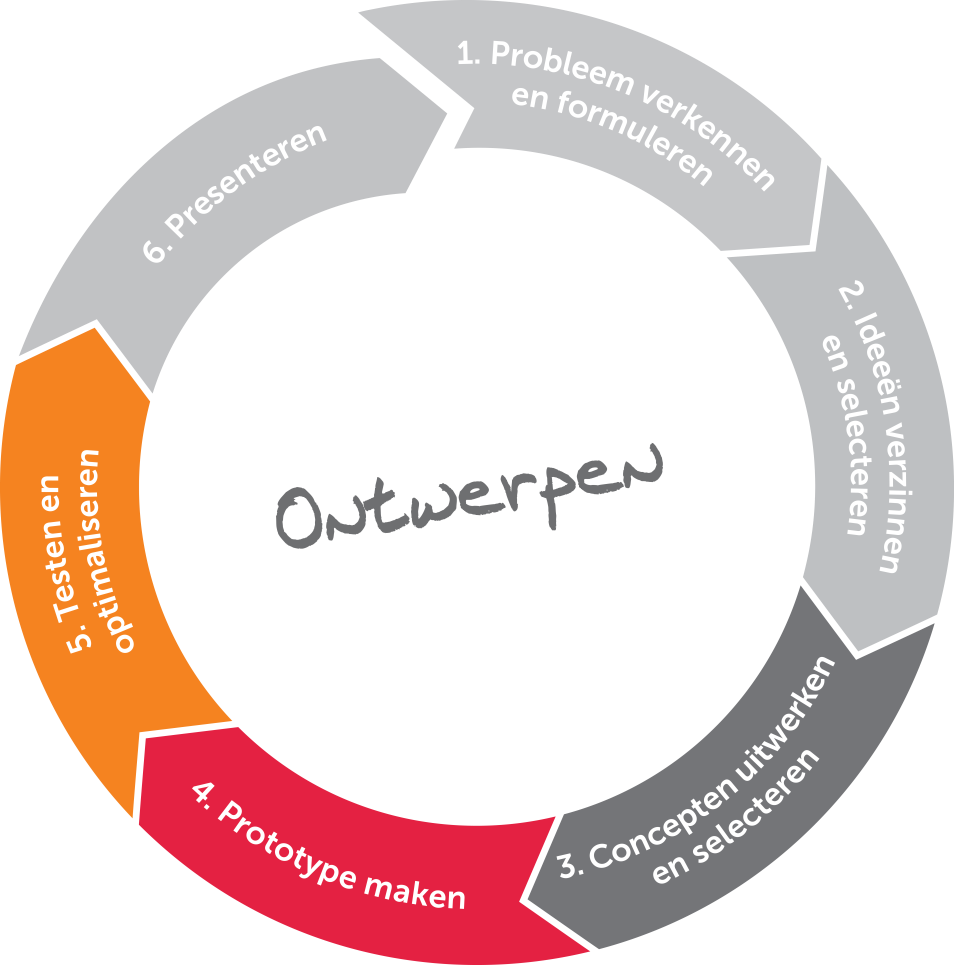 1. Probleem verkennen
en formuleren
2. Ideeën verzinnen
en selecteren
3. Concepten uitwerken
en selecteren
4. Prototype maken
5. Testen en
optimaliseren
6. Presenteren
Ontwerpen